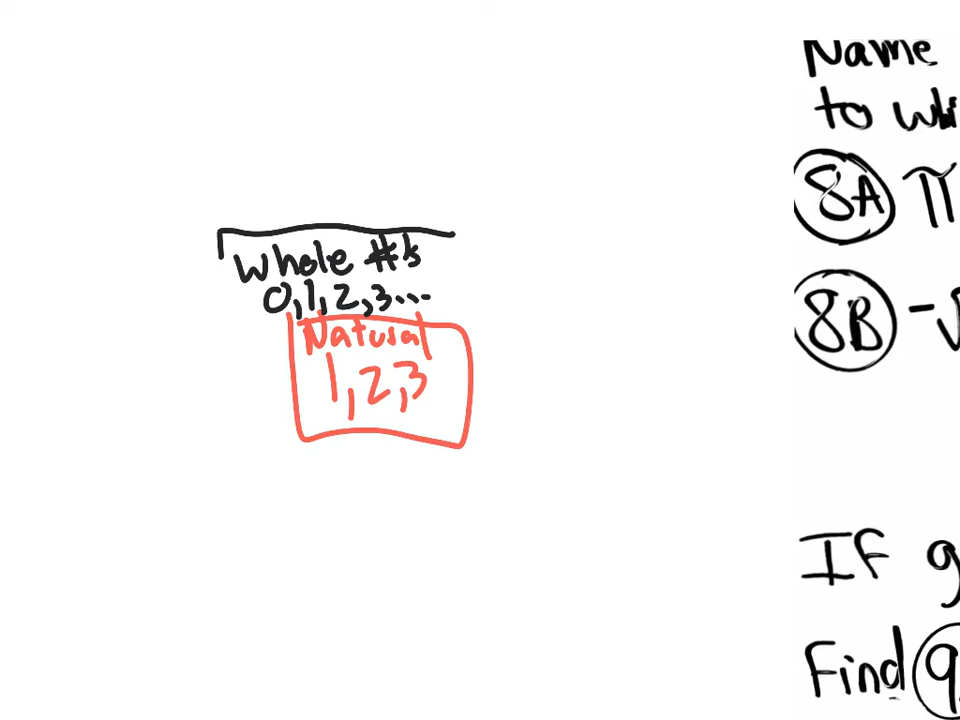 Whole #s
0,1,2,3...
Natural
1,2,3
Name
to
8A π
8B -
If
Find